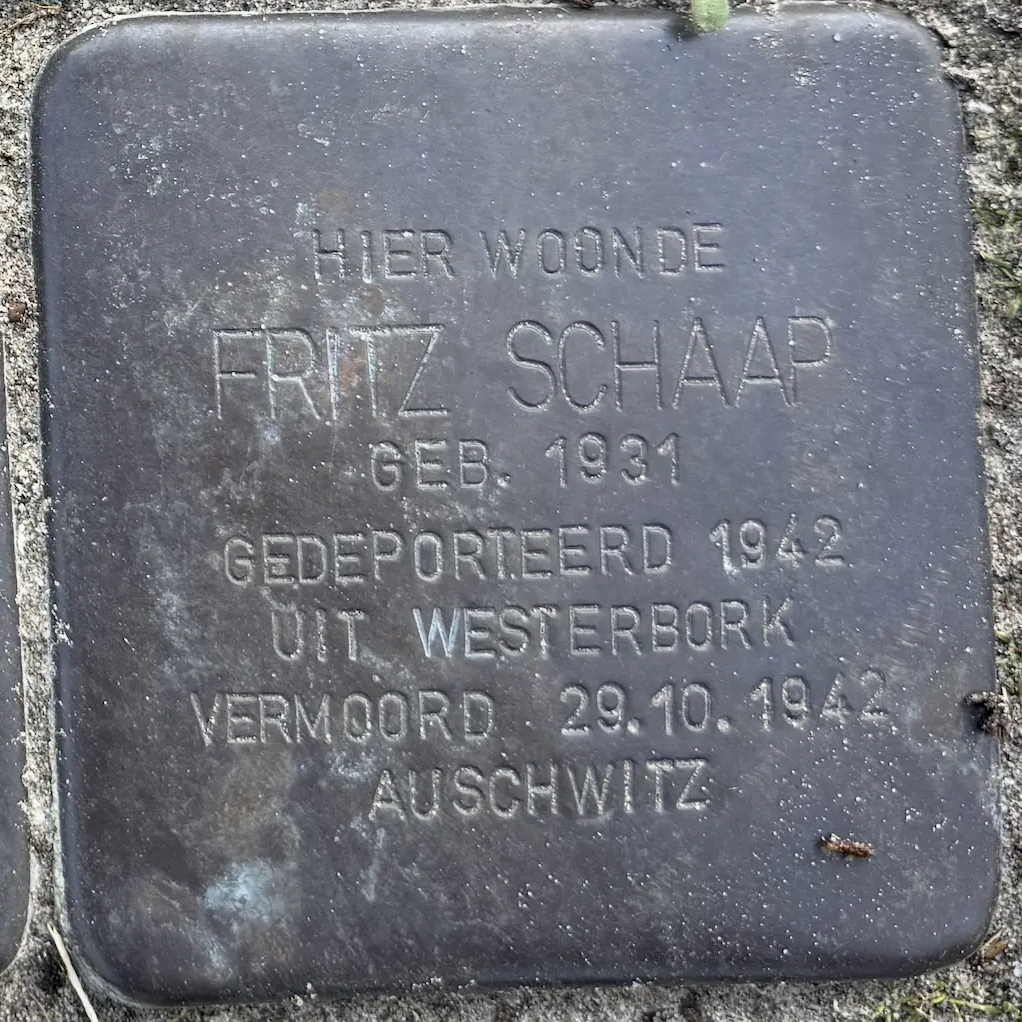 HIER WOONDE
FRITZ SCHAAP
GEB. 1931
GEDEPORTEERD 1942
UIT WESTERBORK
VERMOORD 29.10.1942
AUSCHWITZ